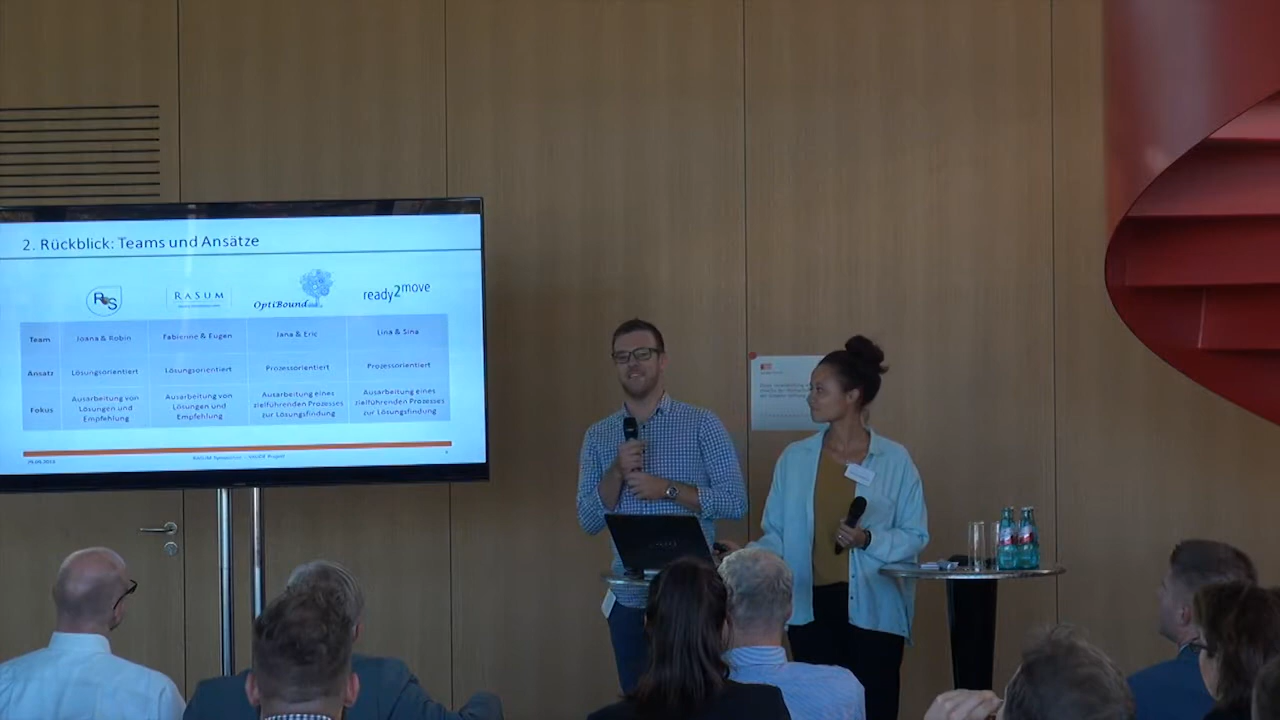 2. Rückblick: Teams und Ansätze
RS
RASUM
OptiBound
ready2move
Team Joana & Robin Fabienne & Eugen Jana & Eric Lina & Sina
Ansatz Lösungsorientiert Lösungsorientiert Prozessorientiert Prozessorientiert
Fokus Ausarbeitung von Lösungen und Empfehlung Ausarbeitung von Lösungen und Empfehlung Ausarbeitung eines zielführenden Prozesses zur Lösungsfindung Ausarbeitung eines zielführenden Prozesses zur Lösungsfindung